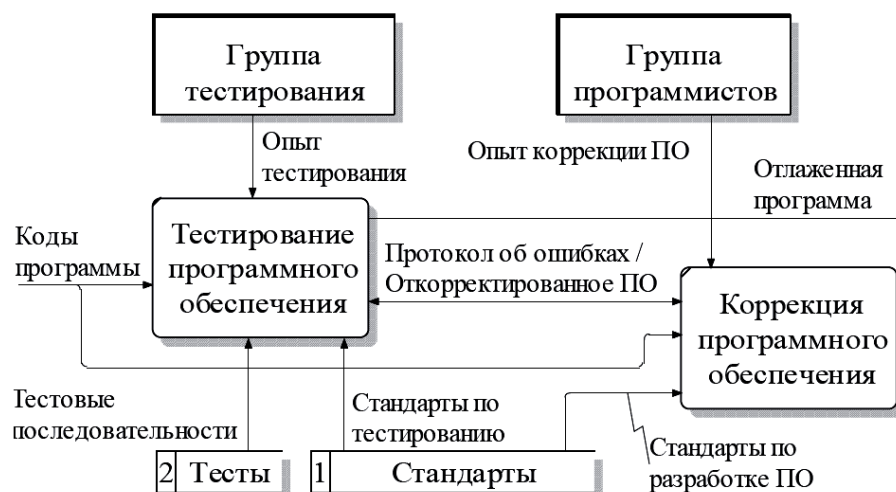 Группа
тестирования
Группа
программистов
Опыт
тестирования
Опыт коррекции ПО
Отлаженная
программа
Коды
программы
Тестирование
программного
обеспечения
Протокол об ошибках /
Откорректированное ПО
Коррекция
программного
обеспечения
Тестовые
последовательности
Стандарты по
тестированию
Стандарты по
разработке ПО
2 Тесты
1 Стандарты